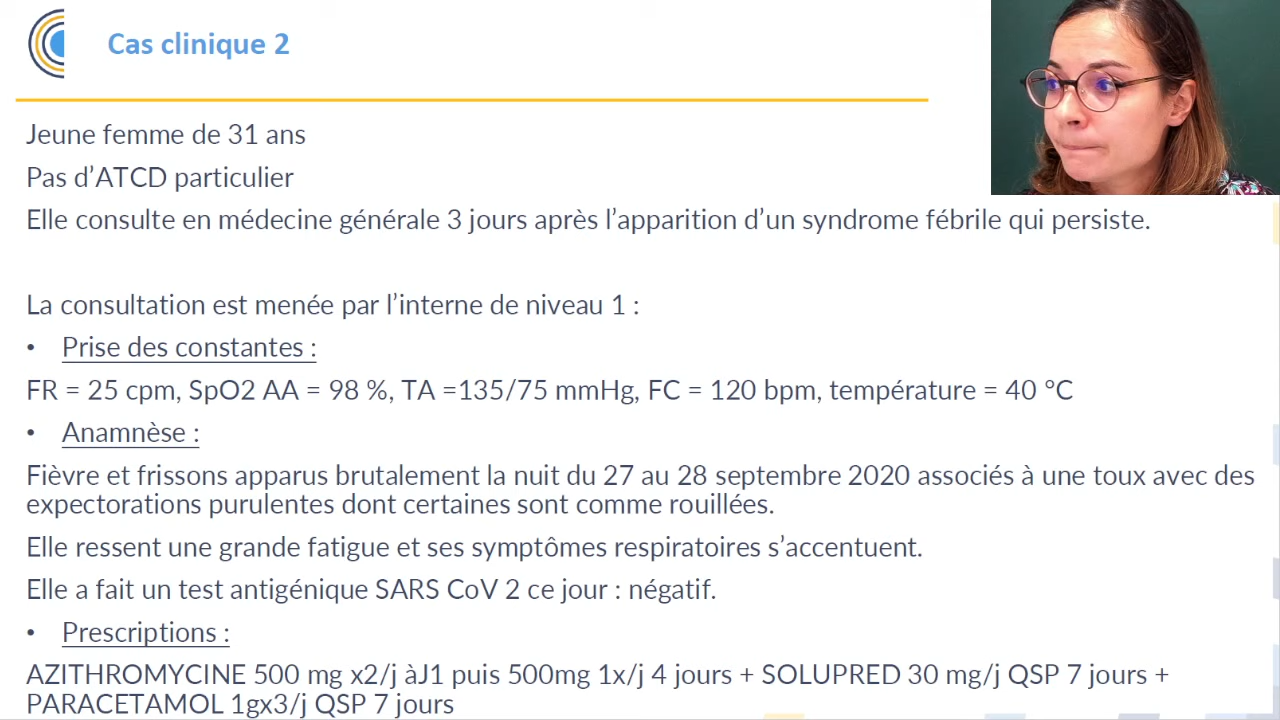 Cas clinique 2
Jeune femme de 31 ans
Pas d’ATCD particulier
Elle consulte en médecine générale 3 jours après l’apparition d’un syndrome fébrile qui persiste.
La consultation est menée par l’interne de niveau 1 :
• Prise des constantes :
FR = 25 cpm, SpO2 AA = 98 %, TA =135/75 mmHg, FC = 120 bpm, température = 40 °C
• Anamnèse :
Fièvre et frissons apparus brutalement la nuit du 27 au 28 septembre 2020 associés à une toux avec des
expectorations purulentes dont certaines sont comme rouillées.
Elle ressent une grande fatigue et ses symptômes respiratoires s’accentuent.
Elle a fait un test antigénique SARS CoV 2 ce jour : négatif.
• Prescriptions :
AZITHROMYCINE 500 mg x2/j àJ1 puis 500mg 1x/j 4 jours + SOLUPRED 30 mg/j QSP 7 jours +
PARACETAMOL 1gx3/j QSP 7 jours